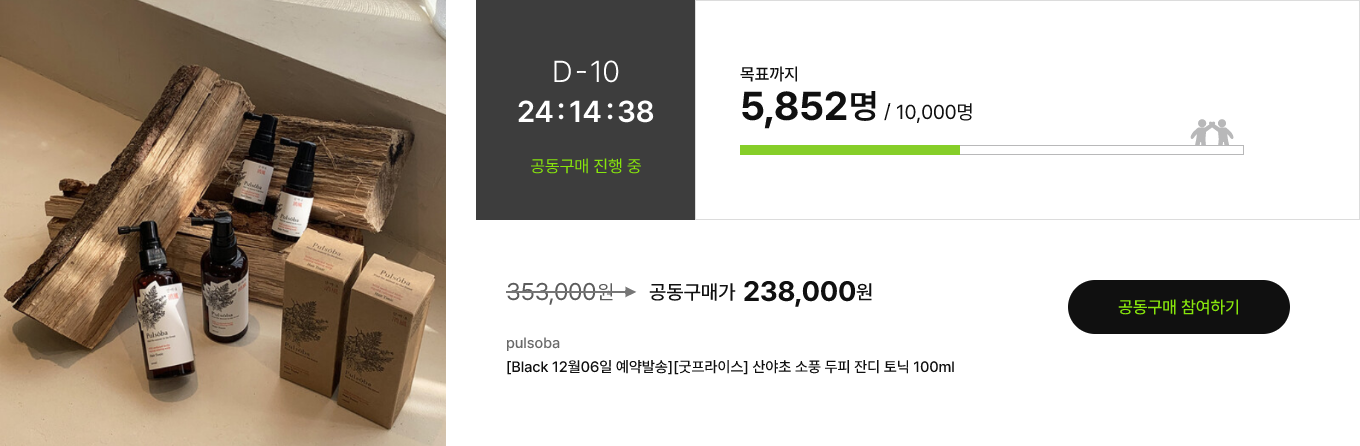 D-10
24:14:38
공동구매 진행 중
목표까지
5,852명 / 10,000명
353,000원
공동구매가 238,000원
공동구매 참여하기
pulsoba
[Black 12월06일 예약발송][굿프라이스] 산야초 소풍 두피 잔디 토닉 100ml
Pulsoba
Pulsoba
Pulsoba
Pulsoba
Pulsoba